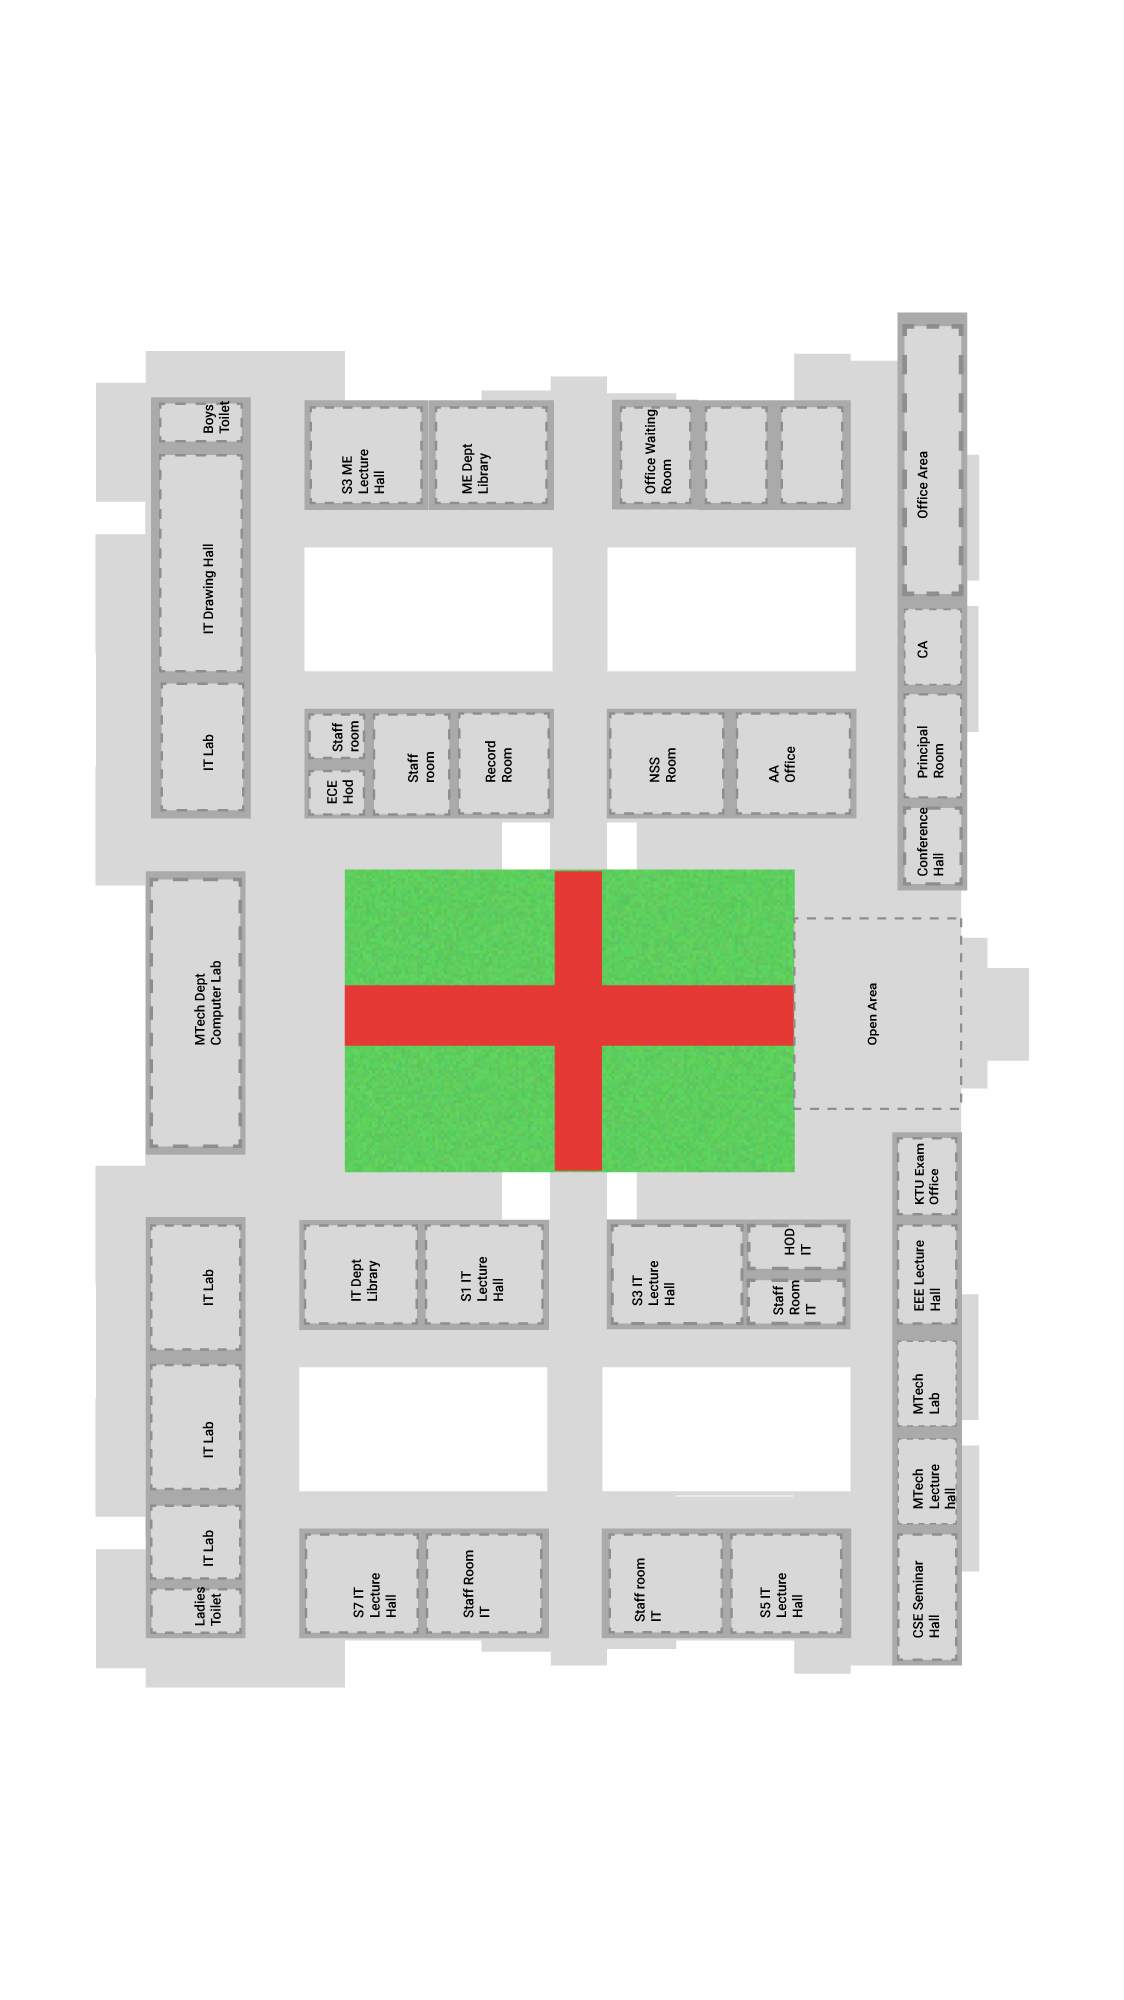 Boys
Toilet
IT Drawing Hall
IT Lab
MTech Dept
Computer Lab
IT Lab
IT Lab
IT Lab
Ladies
Toilet
S3 ME
Lecture
Hall
ME Dept
Library
Office Waiting
Room
Staff
room
ECE
Hod
Staff
room
Record
Room
NSS
Room
AA
Office
Office Area
CA
Principal
Room
Conference
Hall
Open Area
IT Dept
Library
S1 IT
Lecture
Hall
S3 IT
Lecture
Hall
HOD
IT
Staff
Room
IT
KTU Exam
Office
EEE Lecture
Hall
MTech
Lab
MTech
Lecture
hall
CSE Seminar
Hall
S7 IT
Lecture
Hall
Staff Room
IT
Staff room
IT
S5 IT
Lecture
Hall